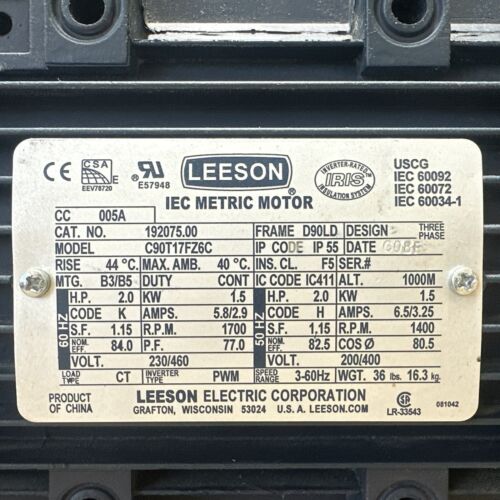 CE CSA E EEV78720 RU ® E57948 LEESON ® INVERTER-RATED IRIS INSULATION SYSTEM USCG
IEC 60092
IEC METRIC MOTOR IEC 60072
IEC 60034-1
CC 005A THREE PHASE
CAT. NO. 192075.00 FRAME D90LD DESIGN
MODEL C90T17FZ6C IP CODE IP 55 DATE
RISE 44 °C MAX. AMB. 40 °C INS. CL. F5 SER.#
MTG. B3/B5 DUTY CONT IC CODE IC411 ALT. 1000M
60 HZ H.P. 2.0 KW 1.5 60 HZ H.P. 2.0 KW 1.5
CODE K AMPS. 5.8/2.9 CODE H AMPS. 6.5/3.25
S.F. 1.15 R.P.M. 1700 S.F. 1.15 R.P.M. 1400
NOM. EFF. 84.0 P.F. 77.0 NOM. EFF. 82.5 COS Ø 80.5
VOLT. 230/460 VOLT. 200/400
LOAD TYPE CT INVERTER TYPE PWM SPEED RANGE 3-60Hz WGT. 36 lbs. 16.3 kg.
PRODUCT OF CHINA LEESON ELECTRIC CORPORATION SA 081042
GRAFTON, WISCONSIN 53024 U.S.A. LEESON.COM LR-33543